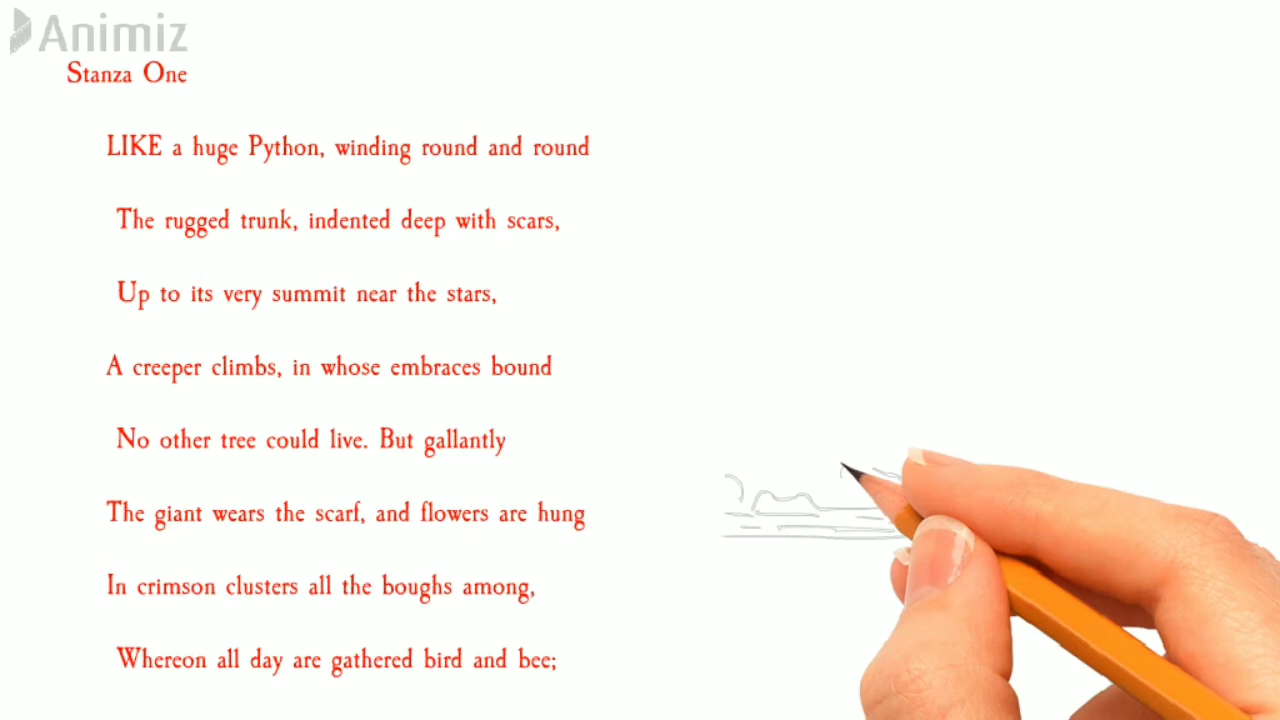 Animiz
Stanza One
LIKE a huge Python, winding round and round
The rugged trunk, indented deep with scars,
Up to its very summit near the stars,
A creeper climbs, in whose embraces bound
No other tree could live. But gallantly
The giant wears the scarf, and flowers are hung
In crimson clusters all the boughs among,
Whereon all day are gathered bird and bee;